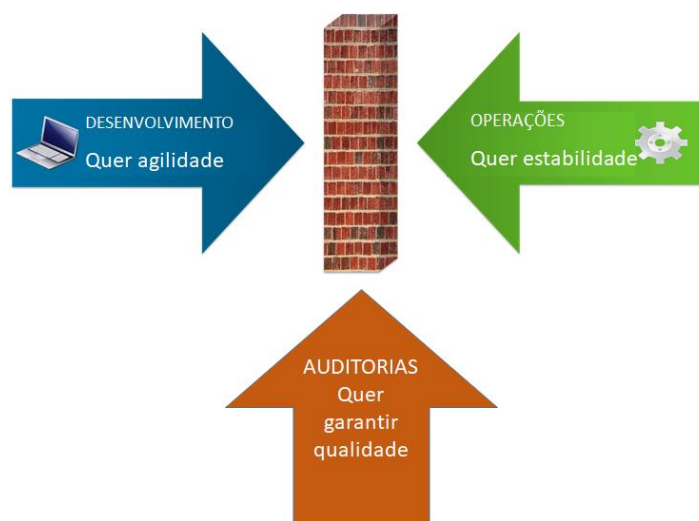 DESENVOLVIMENTO
Quer agilidade
OPERAÇÕES
Quer estabilidade
AUDITORIAS
Quer
garantir
qualidade